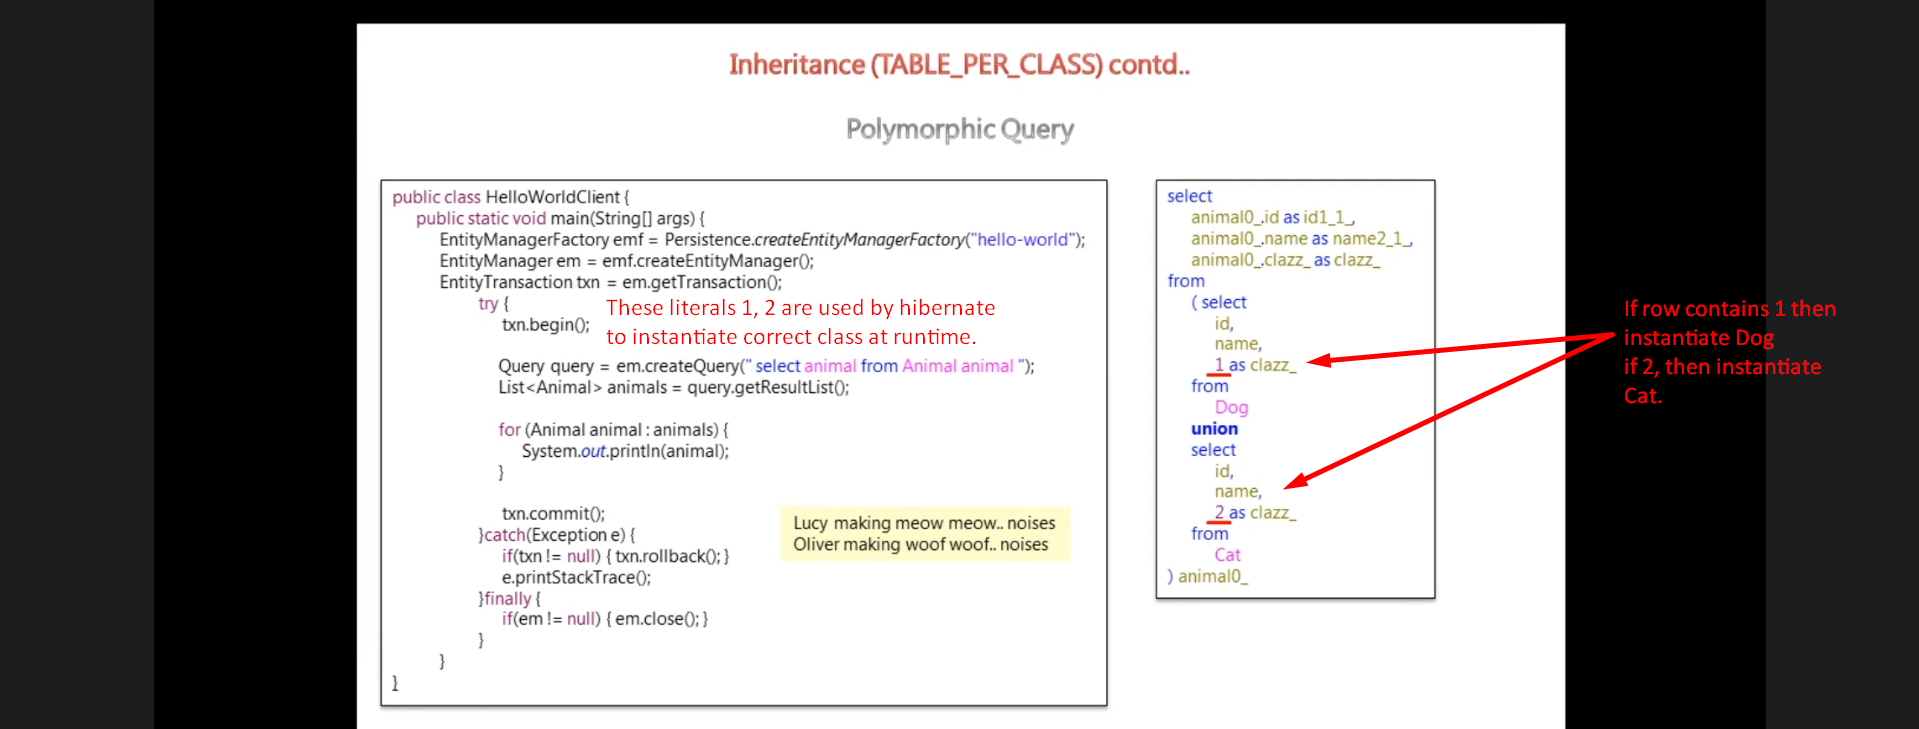 Inheritance (TABLE_PER_CLASS) contd..
Polymorphic Query
public class HelloWorldClient {
public static void main(String[] args) {
EntityManagerFactory emf = Persistence.createEntityManagerFactory("hello-world");
EntityManager em = emf.createEntityManager();
EntityTransaction txn = em.getTransaction();
try {
txn.begin();
These literals 1, 2 are used by hibernate
to instantiate correct class at runtime.
Query query = em.createQuery(" select animal from Animal animal ");
List<Animal> animals = query.getResultList();
for (Animal animal : animals) {
System.out.println(animal);
}
txn.commit();
}catch(Exception e) {
if(txn != null) { txn.rollback(); }
e.printStackTrace();
}finally {
if(em != null) { em.close(); }
}
}
}
Lucy making meow meow.. noises
Oliver making woof woof.. noises
select
animal0_.id as id1_1_,
animal0_.name as name2_1_,
animal0_.clazz_ as clazz_
from
( select
id,
name,
1 as clazz_
from
Dog
union
select
id,
name,
2 as clazz_
from
Cat
) animal0_
If row contains 1 then
instantiate Dog
if 2, then instantiate
Cat.